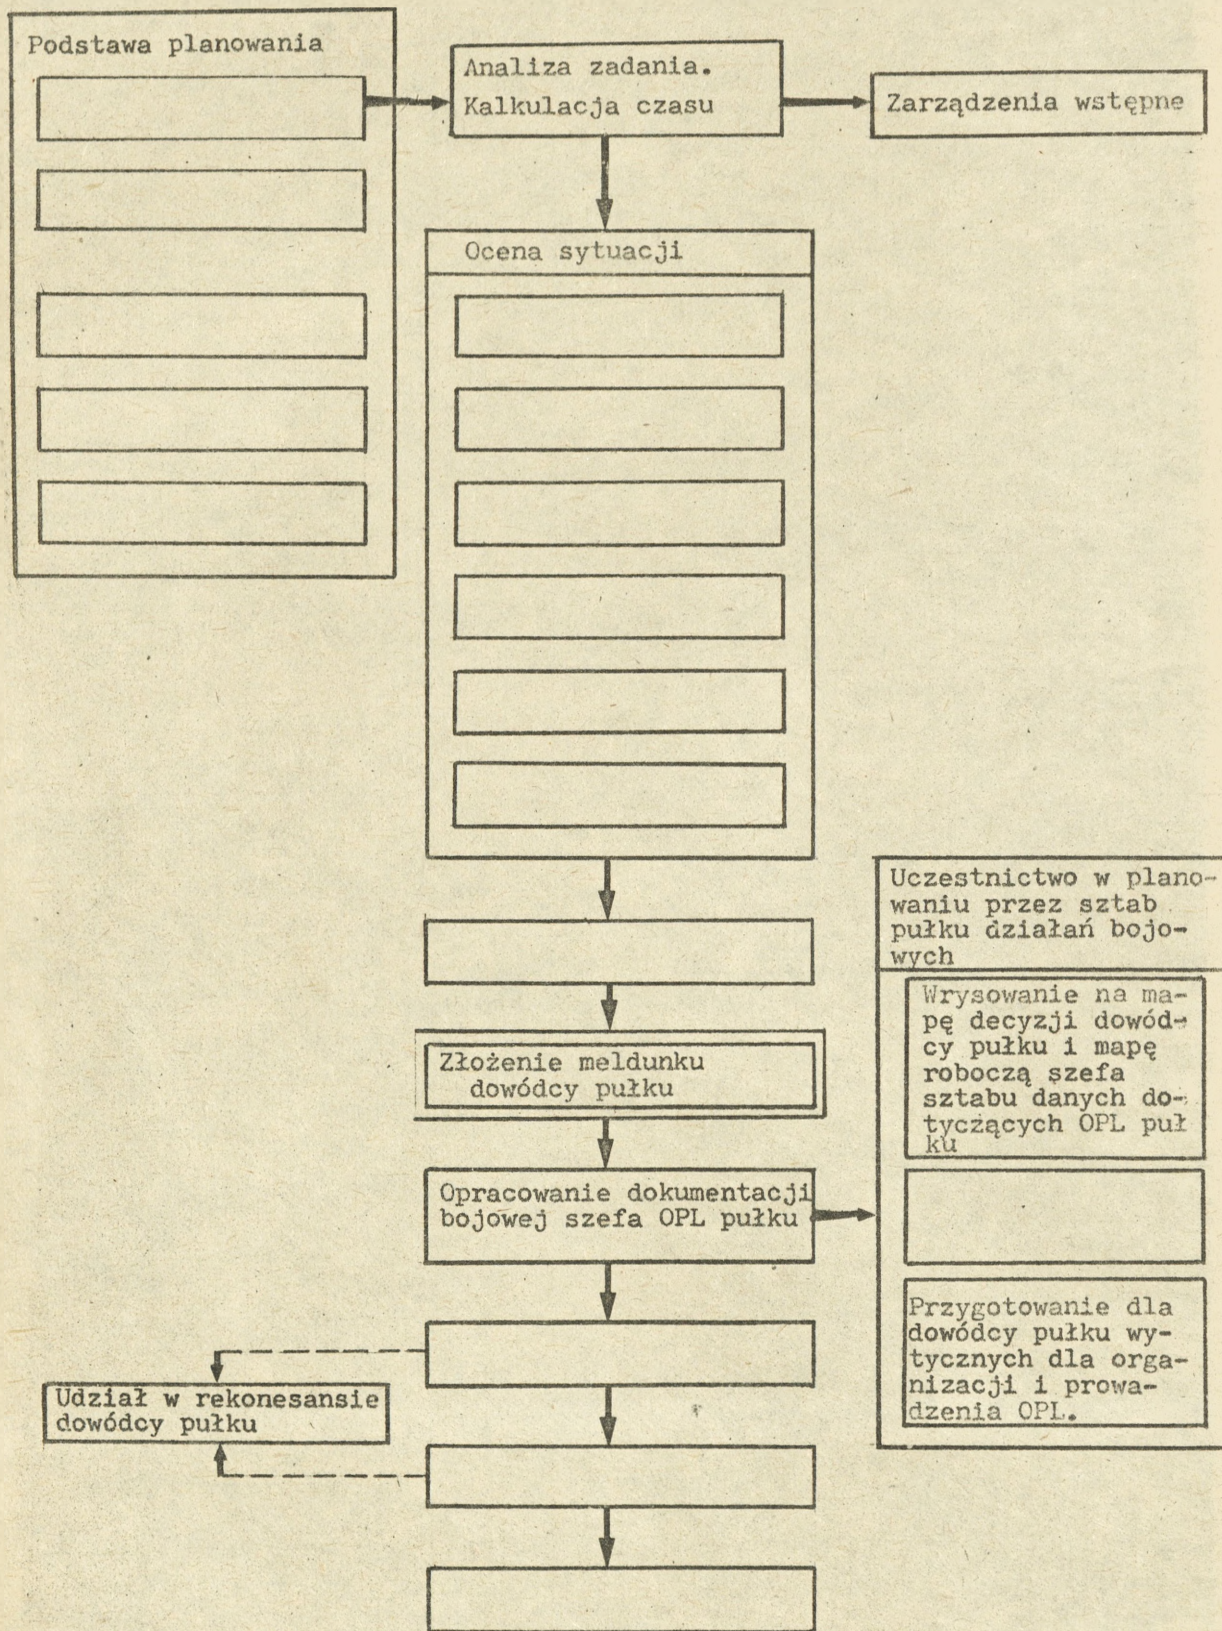 Podstawa planowania
Analiza zadania.
Kalkulacja czasu
Zarządzenia wstępne
Ocena sytuacji
Złożenie meldunku
dowódcy pułku
Opracowanie dokumentacji
bojowej szefa OPL pułku
Uczestnictwo w plano-
waniu przez sztab
pułku działań bojo-
wych
Wrysowanie na ma-
pę decyzji dowód-
cy pułku i mapę
roboczą szefa
sztabu danych do-
tyczących OPL puł
ku
Przygotowanie dla
dowódcy pułku wy-
tycznych dla orga-
nizacji i prowa-
dzenia OPL.
Udział w rekonesansie
dowódcy pułku